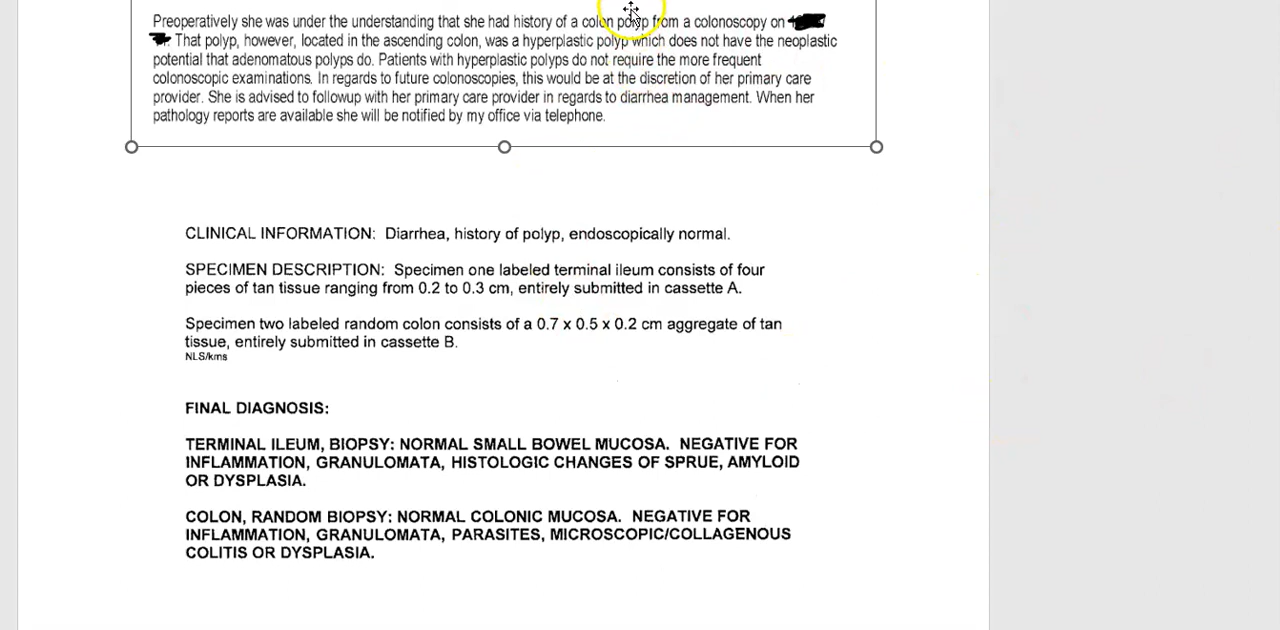 Preoperatively she was under the understanding that she had history of a colon polyp from a colonoscopy on
That polyp, however, located in the ascending colon, was a hyperplastic polyp which does not have the neoplastic
potential that adenomatous polyps do. Patients with hyperplastic polyps do not require the more frequent
colonoscopic examinations. In regards to future colonoscopies, this would be at the discretion of her primary care
provider. She is advised to followup with her primary care provider in regards to diarrhea management. When her
pathology reports are available she will be notified by my office via telephone.
CLINICAL INFORMATION: Diarrhea, history of polyp, endoscopically normal.
SPECIMEN DESCRIPTION: Specimen one labeled terminal ileum consists of four
pieces of tan tissue ranging from 0.2 to 0.3 cm, entirely submitted in cassette A.
Specimen two labeled random colon consists of a 0.7 x 0.5 x 0.2 cm aggregate of tan
tissue, entirely submitted in cassette B.
NLS/kms
FINAL DIAGNOSIS:
TERMINAL ILEUM, BIOPSY: NORMAL SMALL BOWEL MUCOSA. NEGATIVE FOR
INFLAMMATION, GRANULOMATA, HISTOLOGIC CHANGES OF SPRUE, AMYLOID
OR DYSPLASIA.
COLON, RANDOM BIOPSY: NORMAL COLONIC MUCOSA. NEGATIVE FOR
INFLAMMATION, GRANULOMATA, PARASITES, MICROSCOPIC/COLLAGENOUS
COLITIS OR DYSPLASIA.